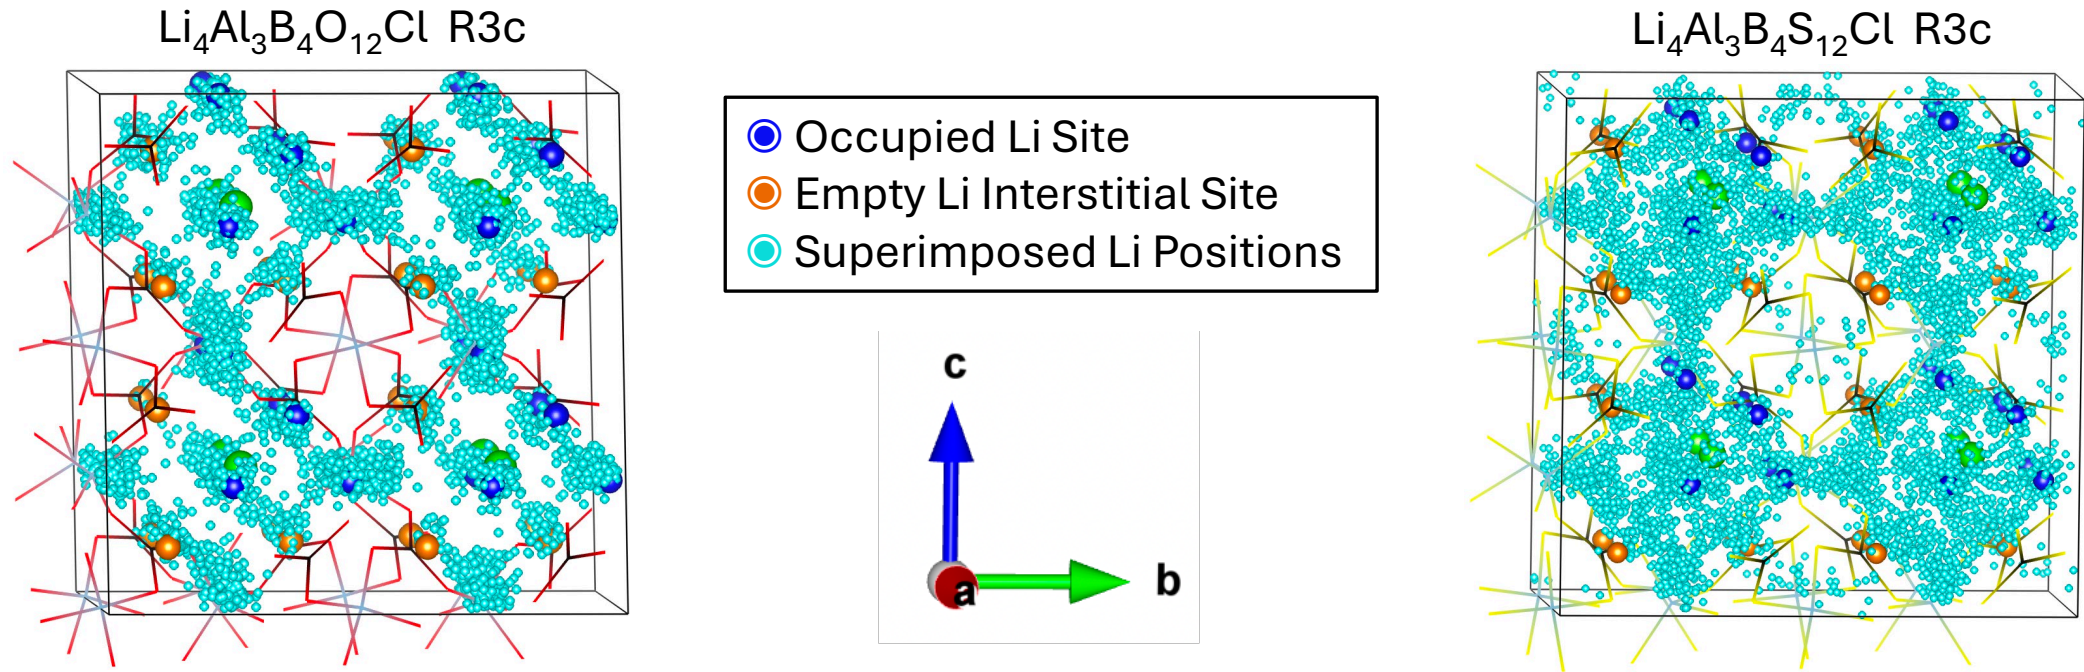 Li₄Al₃B₄O₁₂Cl R3c
Li₄Al₃B₄S₁₂Cl R3c
Occupied Li Site
Empty Li Interstitial Site
Superimposed Li Positions
c
a
b